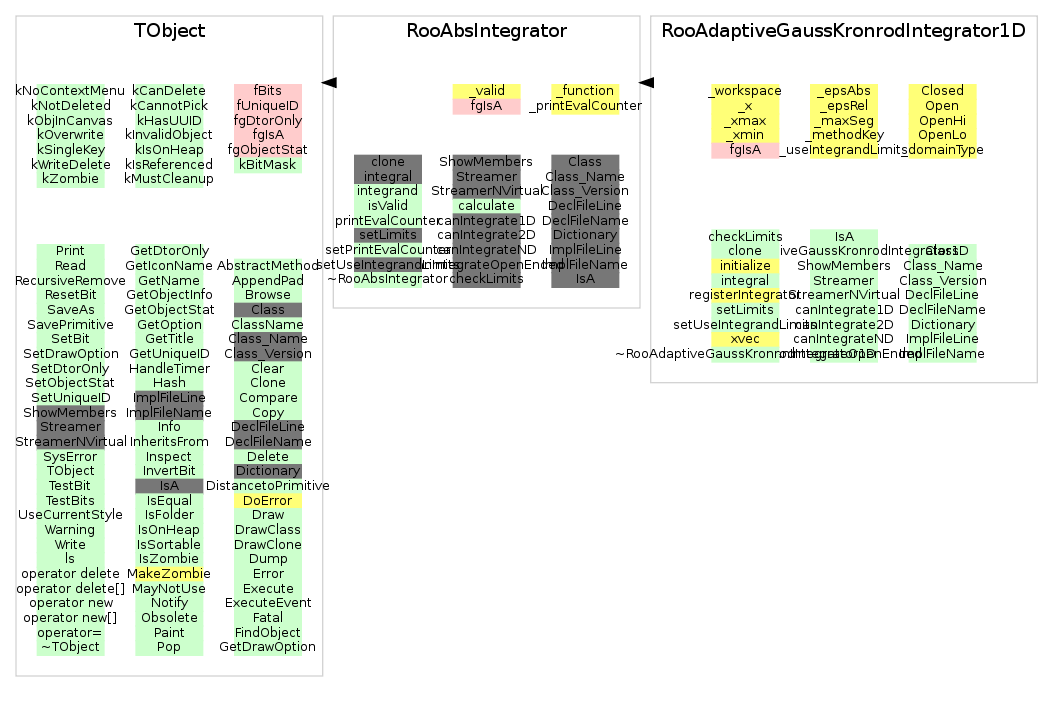 TObject
kNoContextMenu
kNotDeleted
kObjInCanvas
kOverwrite
kSingleKey
kWriteDelete
kZombie
kCanDelete
kCannotPick
kHasUUID
kInvalidObject
kIsOnHeap
kIsReferenced
kMustCleanup
fBits
fUniqueID
fgDtorOnly
fgIsA
fgObjectStat
kBitMask
Print
Read
RecursiveRemove
ResetBit
SaveAs
SavePrimitive
SetBit
SetDrawOption
SetDtorOnly
SetObjectStat
SetUniqueID
ShowMembers
Streamer
StreamerNVirtual
SysError
TObject
TestBit
TestBits
UseCurrentStyle
Warning
Write
ls
operator delete
operator delete[]
operator new
operator new[]
operator=
~TObject
GetDtorOnly
GetIconName
GetName
GetObjectInfo
GetObjectStat
GetOption
GetTitle
GetUniqueID
HandleTimer
Hash
ImplFileLine
ImplFileName
Info
InheritsFrom
Inspect
InvertBit
IsA
IsEqual
IsFolder
IsOnHeap
IsSortable
IsZombie
MakeZombie
MayNotUse
Notify
Obsolete
Paint
Pop
AbstractMethod
AppendPad
Browse
Class
ClassName
Class_Name
Class_Version
Clear
Clone
Compare
Copy
DeclFileLine
DeclFileName
Delete
Dictionary
DistancetoPrimitive
DoError
Draw
DrawClass
DrawClone
Dump
Error
Execute
ExecuteEvent
Fatal
FindObject
GetDrawOption
RooAbsIntegrator
_valid
fgIsA
_function
_printEvalCounter
clone
integral
integrand
isValid
printEvalCounter
setLimits
setPrintEvalCounter
setUseIntegrandLimits
~RooAbsIntegrator
ShowMembers
Streamer
StreamerNVirtual
calculate
canIntegrate1D
canIntegrate2D
canIntegrateND
canIntegrateOpenEnded
checkLimits
Class
Class_Name
Class_Version
DeclFileLine
DeclFileName
Dictionary
ImplFileLine
ImplFileName
IsA
RooAdaptiveGaussKronrodIntegrator1D
_workspace
_x
_xmax
_xmin
fgIsA
_epsAbs
_epsRel
_maxSeg
_methodKey
_useIntegrandLimits
Closed
Open
OpenHi
OpenLo
_domainType
checkLimits
clone
initialize
integral
registerIntegrator
setLimits
setUseIntegrandLimits
xvec
~RooAdaptiveGaussKronrodIntegrator1D
IsA
iveGaussKronrodIntegrator1D
ShowMembers
Streamer
StreamerNVirtual
canIntegrate1D
canIntegrate2D
canIntegrateND
canIntegrateOpenEnded
Class
Class_Name
Class_Version
DeclFileLine
DeclFileName
Dictionary
ImplFileLine
ImplFileName